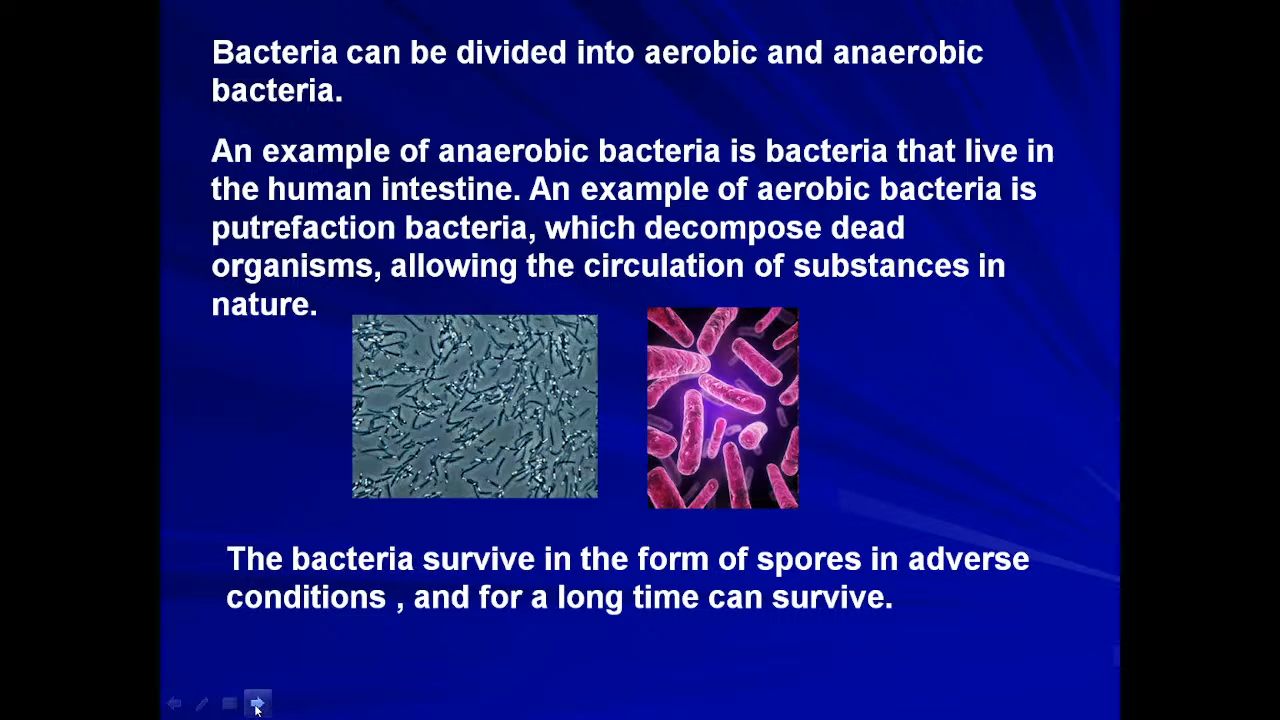 Bacteria can be divided into aerobic and anaerobic
bacteria.
An example of anaerobic bacteria is bacteria that live in
the human intestine. An example of aerobic bacteria is
putrefaction bacteria, which decompose dead
organisms, allowing the circulation of substances in
nature.
The bacteria survive in the form of spores in adverse
conditions , and for a long time can survive.